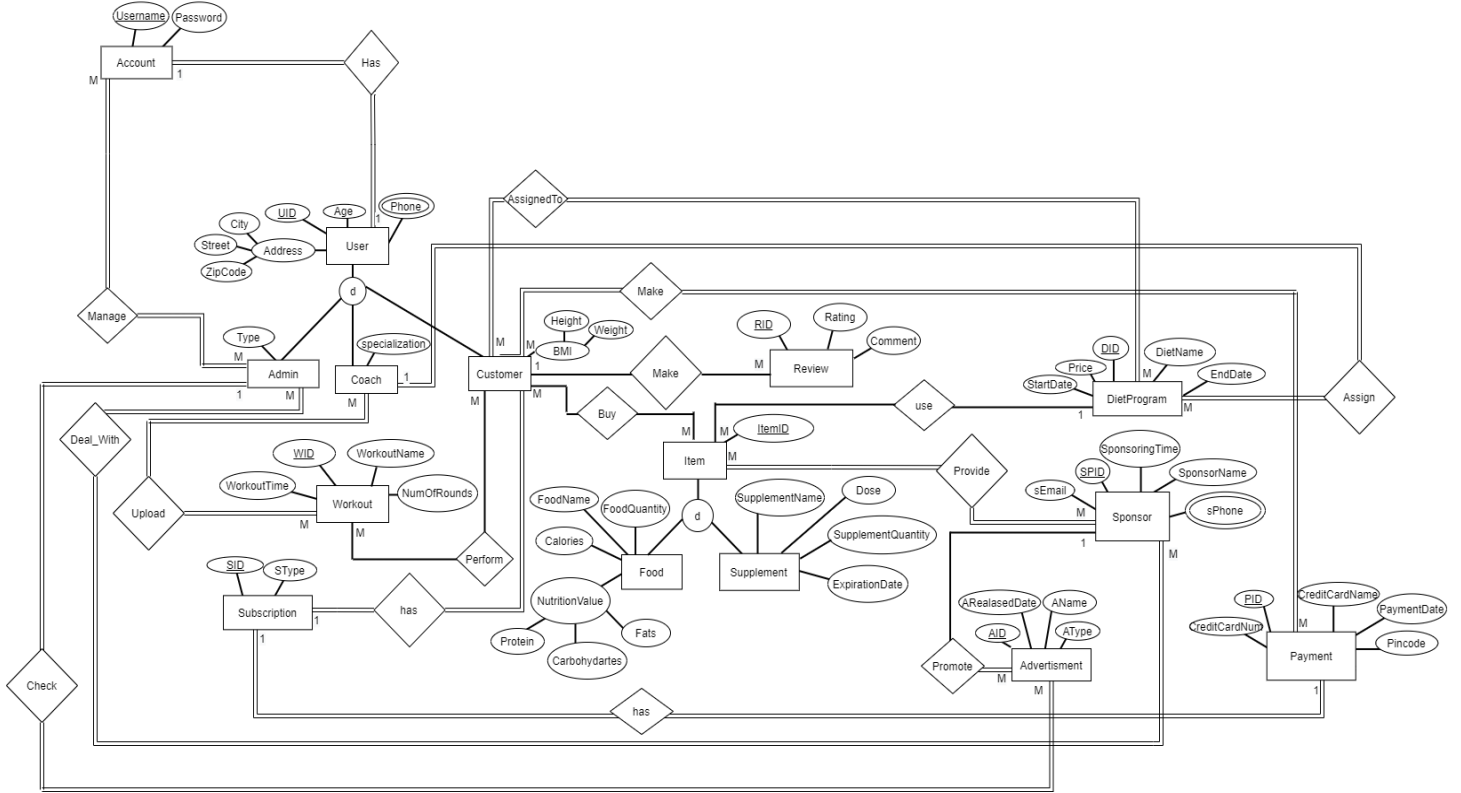 Username
Password
Account
Has
M
1
1
UID
Age
Phone
City
Street
Address
User
ZipCode
d
AssignedTo
Manage
Make
Type
specialization
Height
Weight
BMI
M
M
1
M
Admin
Coach
1
Customer
1
M
M
M
M
Make
M
RID
Rating
Comment
Review
DID
DietName
Price
StartDate
EndDate
M
DietProgram
1
M
Assign
Deal_With
Buy
use
M
M
ItemID
Item
M
Provide
WID
WorkoutName
WorkoutTime
NumOfRounds
Workout
M
M
Upload
Perform
FoodName
FoodQuantity
Calories
d
Food
SupplementName
Dose
SupplementQuantity
ExpirationDate
Supplement
SponsoringTime
SPID
SponsorName
sEmail
sPhone
M
Sponsor
1
M
SID
SType
Subscription
1
1
has
NutritionValue
Protein
Carbohydartes
Fats
ARealasedDate
AName
AID
AType
Promote
Advertisment
M
M
PID
CreditCardName
CreditCardNum
PaymentDate
Pincode
M
Payment
1
Check
has